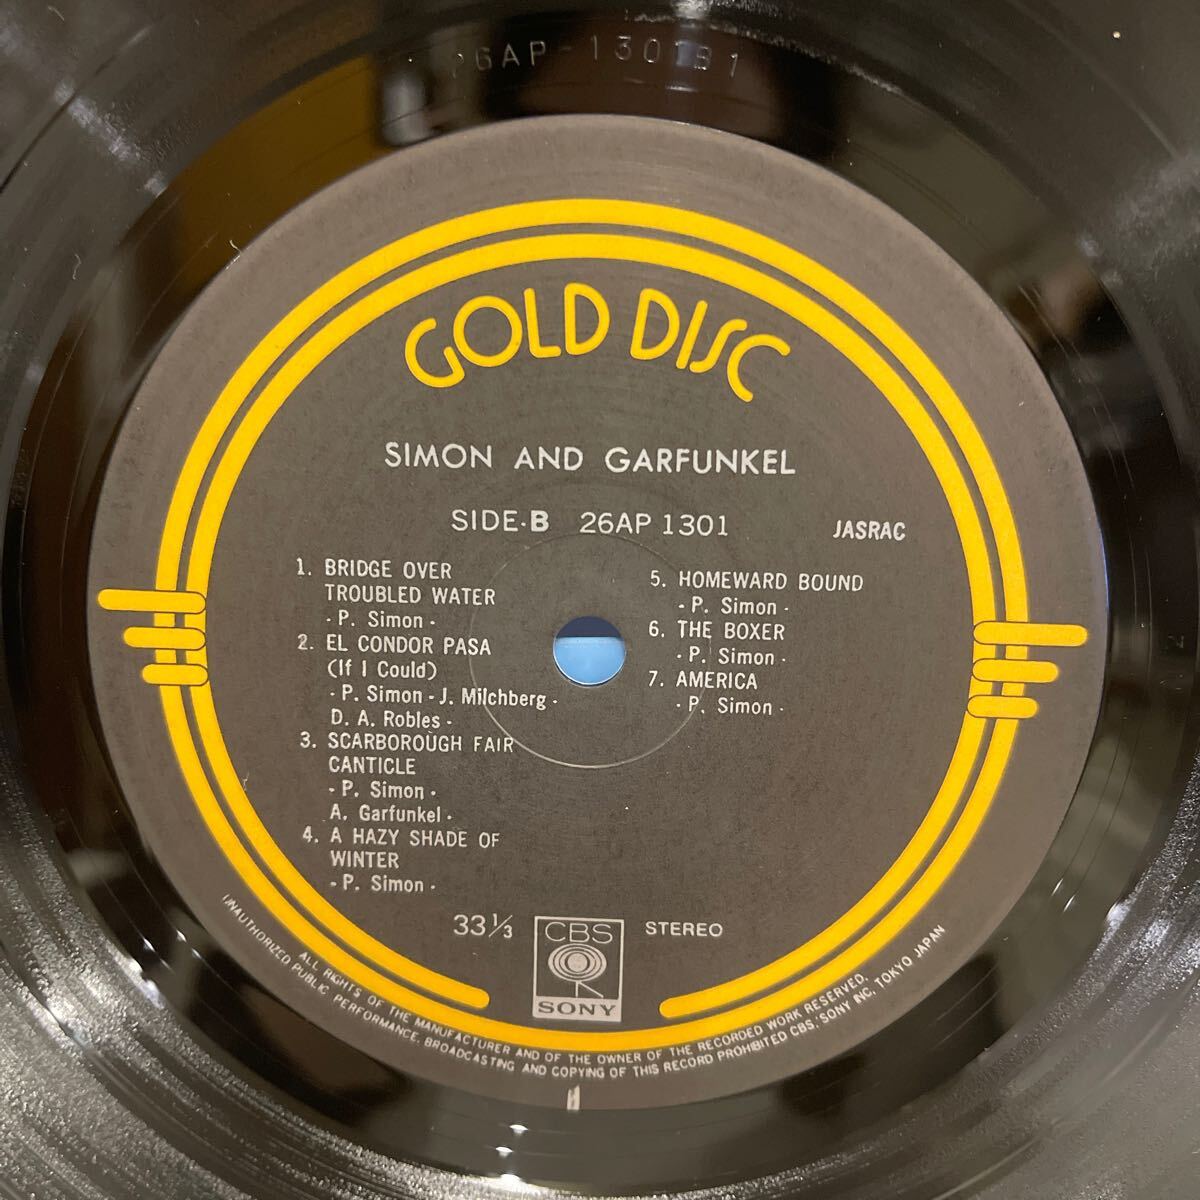 26AP-1301B1
GOLD DISC
SIMON AND GARFUNKEL
SIDE·B 26AP 1301
JASRAC
1. BRIDGE OVER
TROUBLED WATER
- P. Simon -
2. EL CONDOR PASA
(If I Could)
- P. Simon - J. Milchberg -
D. A. Robles -
3. SCARBOROUGH FAIR
CANTICLE
- P. Simon -
A. Garfunkel -
4. A HAZY SHADE OF
WINTER
- P. Simon -
5. HOMEWARD BOUND
- P. Simon -
6. THE BOXER
- P. Simon -
7. AMERICA
- P. Simon -
33⅓
CBS
SONY
STEREO
ALL RIGHTS OF THE MANUFACTURER AND OF THE OWNER OF THE RECORDED WORK RESERVED.
UNAUTHORIZED PUBLIC PERFORMANCE, BROADCASTING AND COPYING OF THIS RECORD PROHIBITED CBS/SONY INC. TOKYO JAPAN